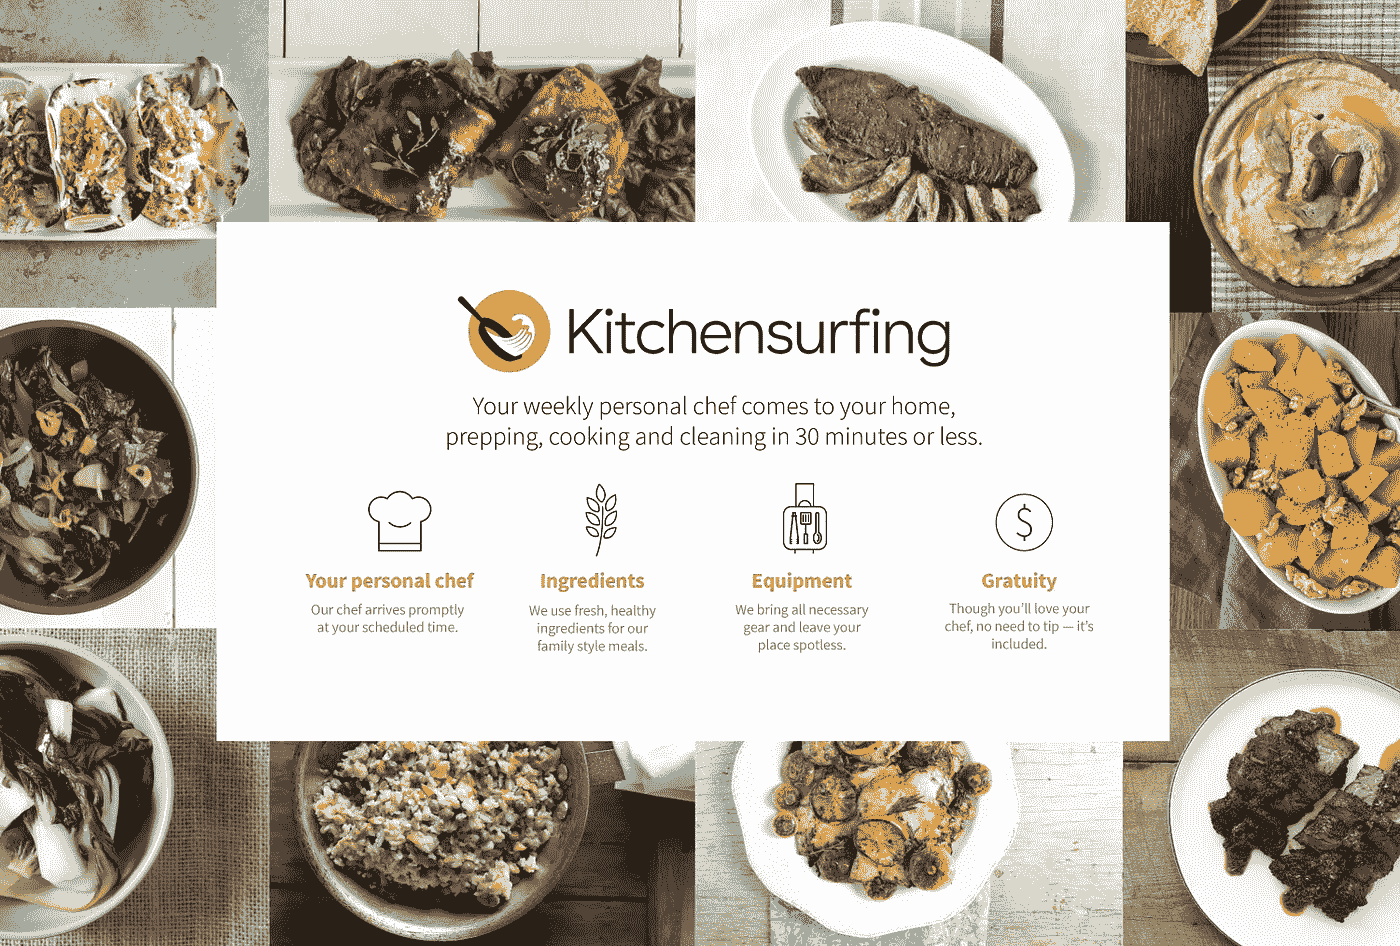 Kitchensurfing
Your weekly personal chef comes to your home,
prepping, cooking and cleaning in 30 minutes or less.
Your personal chef
Our chef arrives promptly
at your scheduled time.
Ingredients
We use fresh, healthy
ingredients for our
family style meals.
Equipment
We bring all necessary
gear and leave your
place spotless.
$
Gratuity
Though you'll love your
chef, no need to tip — it's
included.